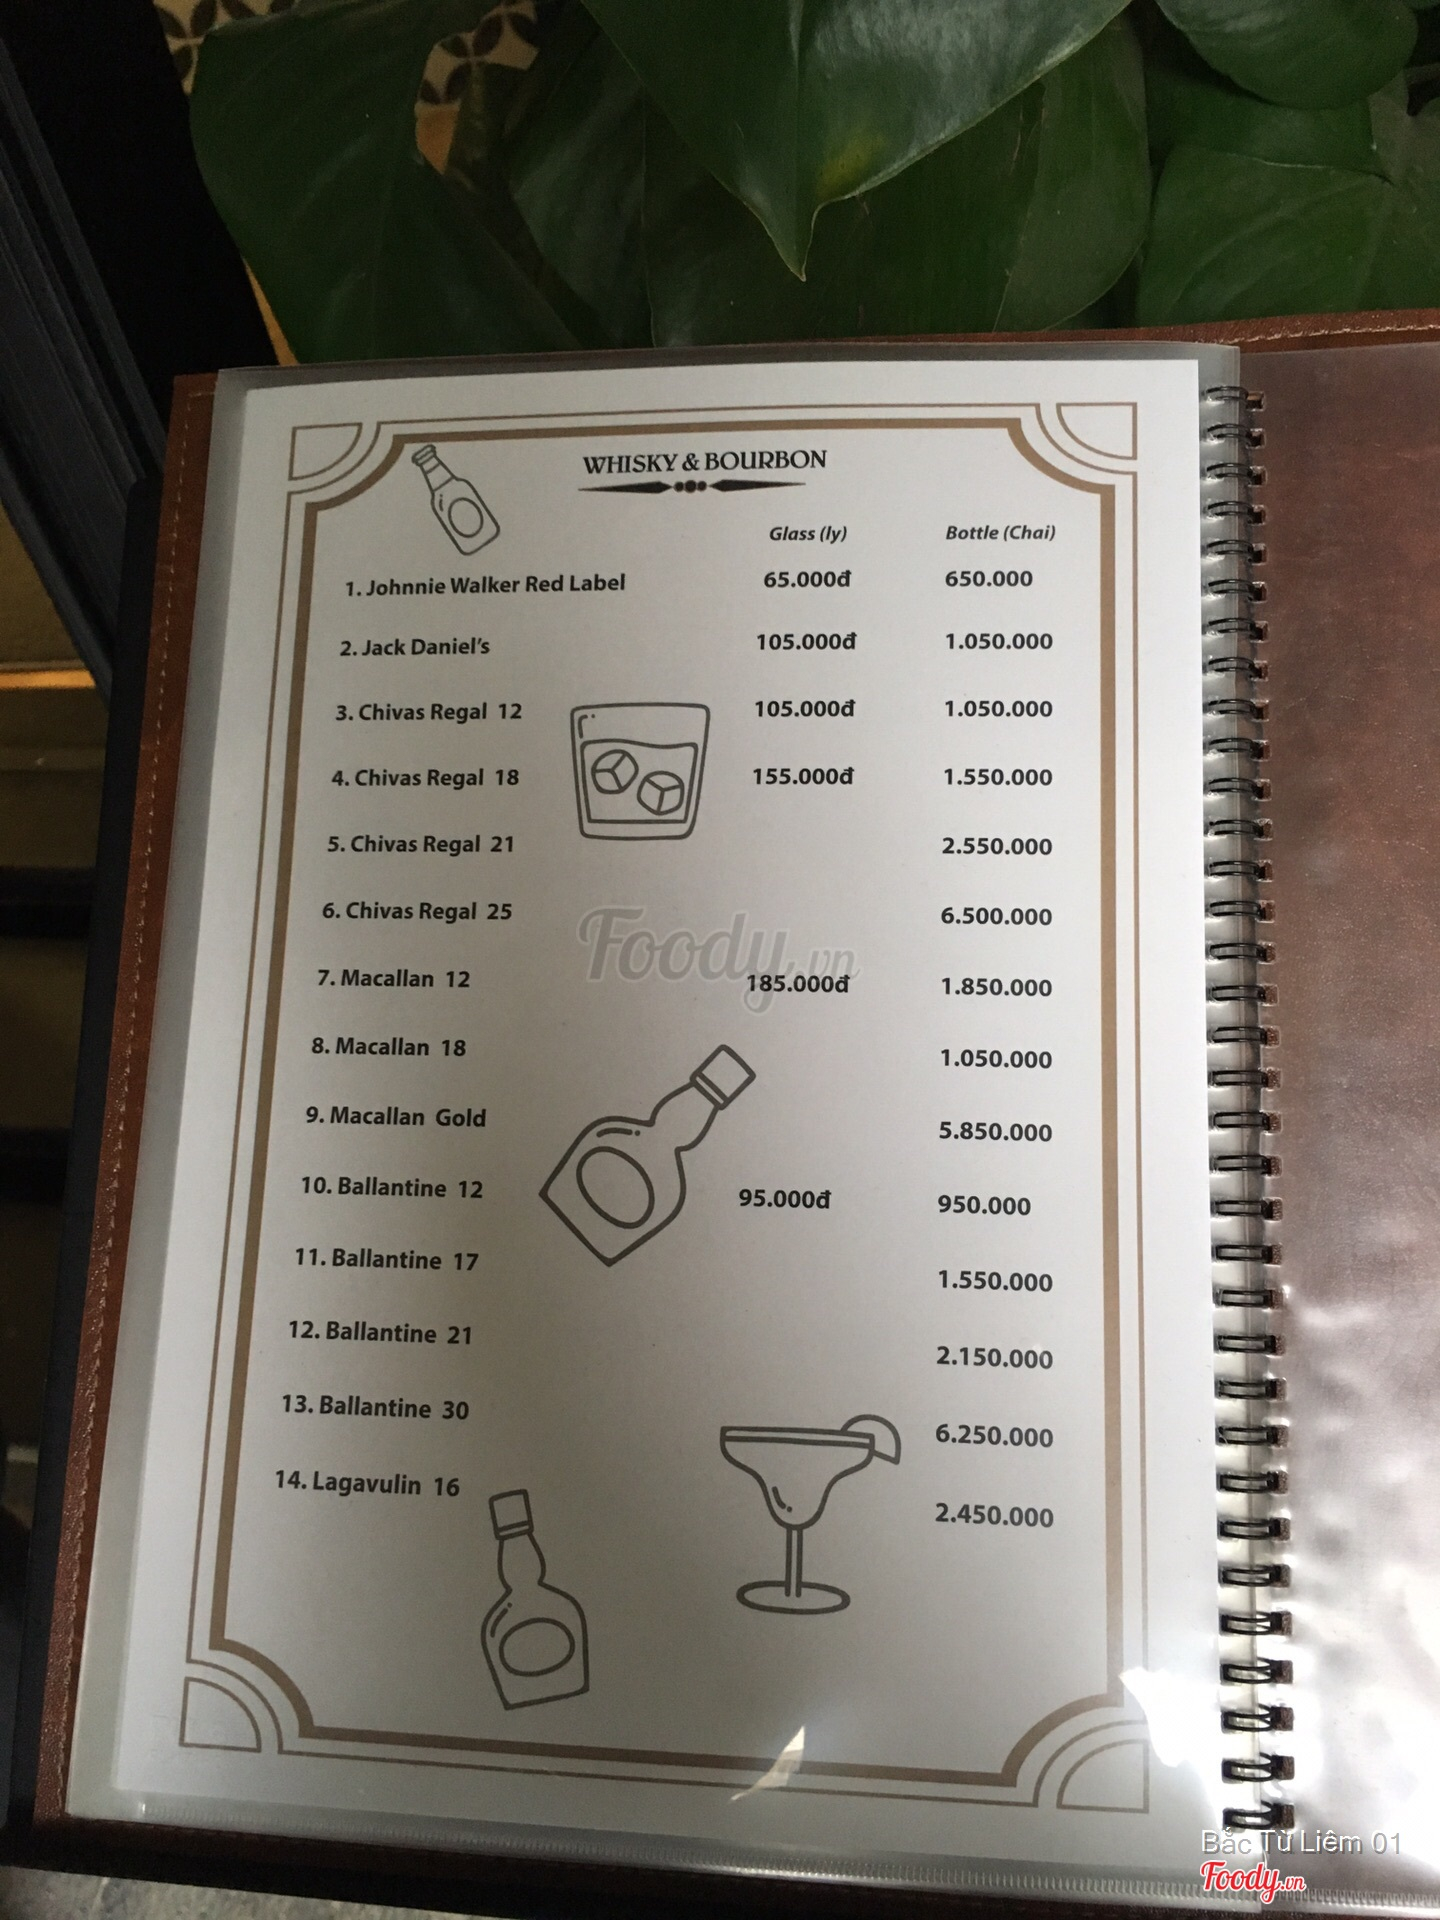 WHISKY & BOURBON
Glass (ly) Bottle (Chai)
1. Johnnie Walker Red Label 65.000đ 650.000
2. Jack Daniel's 105.000đ 1.050.000
3. Chivas Regal 12 105.000đ 1.050.000
4. Chivas Regal 18 155.000đ 1.550.000
5. Chivas Regal 21 2.550.000
6. Chivas Regal 25 6.500.000
Foody.vn
7. Macallan 12 185.000đ 1.850.000
8. Macallan 18 1.050.000
9. Macallan Gold 5.850.000
10. Ballantine 12 95.000đ 950.000
11. Ballantine 17 1.550.000
12. Ballantine 21 2.150.000
13. Ballantine 30 6.250.000
14. Lagavulin 16 2.450.000
Bắc Từ Liêm 01
Foody.vn